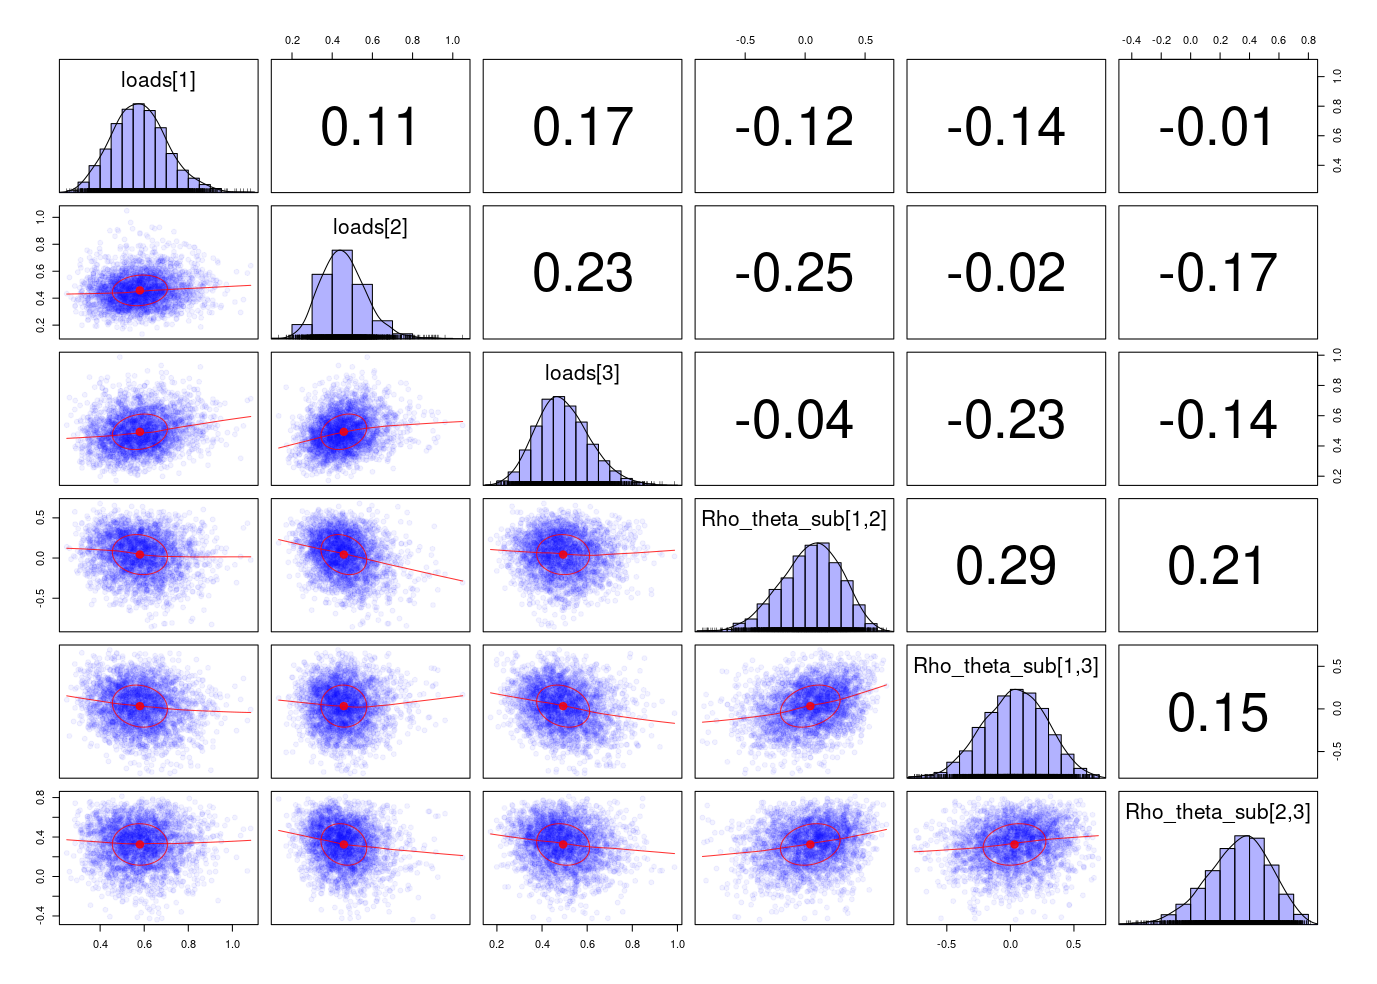 0.2 0.4 0.6 0.8 1.0 -0.5 0.0 0.5 -0.4 -0.2 0.0 0.2 0.4 0.6 0.8
loads[1] 0.11 0.17 -0.12 -0.14 -0.01 0.4 0.6 0.8 1.0
0.2 0.4 0.6 0.8 1.0 loads[2] 0.23 -0.25 -0.02 -0.17
loads[3] -0.04 -0.23 -0.14 0.2 0.4 0.6 0.8 1.0
-0.5 0.0 0.5 Rho_theta_sub[1,2] 0.29 0.21
Rho_theta_sub[1,3] 0.15 -0.5 0.0 0.5
-0.4 0.0 0.4 0.8 Rho_theta_sub[2,3]
0.4 0.6 0.8 1.0 0.2 0.4 0.6 0.8 1.0 -0.5 0.0 0.5